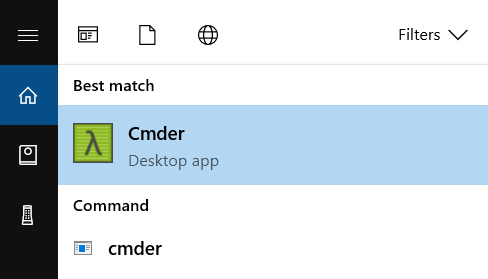 Filters
Best match
λ
Cmder
Desktop app
Command
cmder